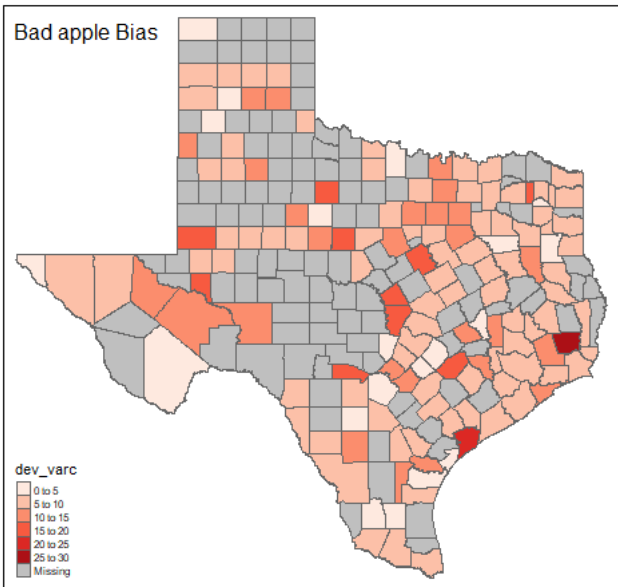 Bad apple Bias
dev_varc
0 to 5
5 to 10
10 to 15
15 to 20
20 to 25
25 to 30
Missing